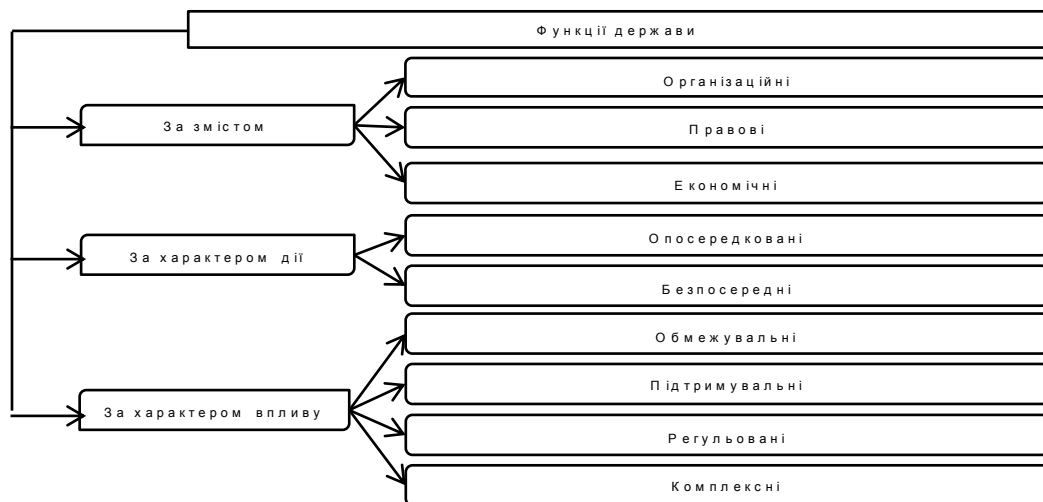 Функції держави
Організаційні
За змістом
Правові
Економічні
Опосередковані
За характером дії
Безпосередні
Обмежувальні
Підтримувальні
За характером впливу
Регульовані
Комплексні